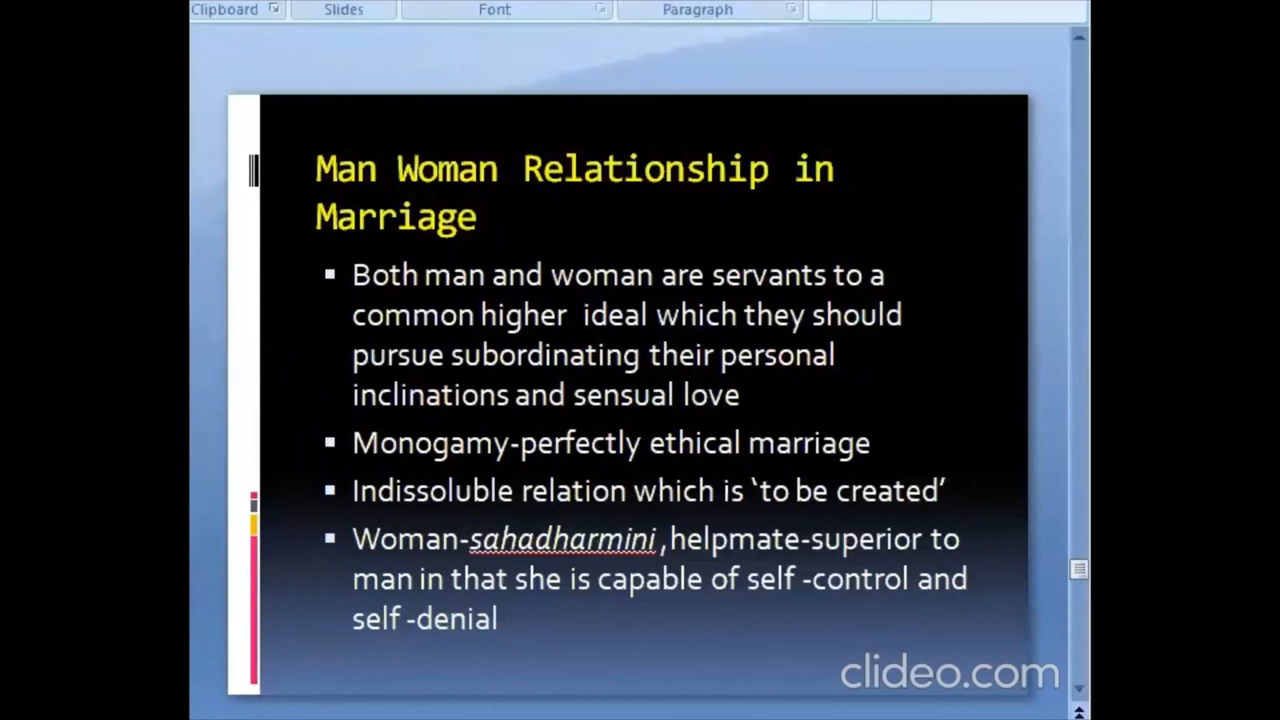 Clipboard Slides Font Paragraph
Man Woman Relationship in
Marriage
Both man and woman are servants to a
common higher  ideal which they should
pursue subordinating their personal
inclinations and sensual love
Monogamy-perfectly ethical marriage
Indissoluble relation which is ‘to be created’
Woman-sahadharmini ,helpmate-superior to
man in that she is capable of self -control and
self -denial
clideo.com